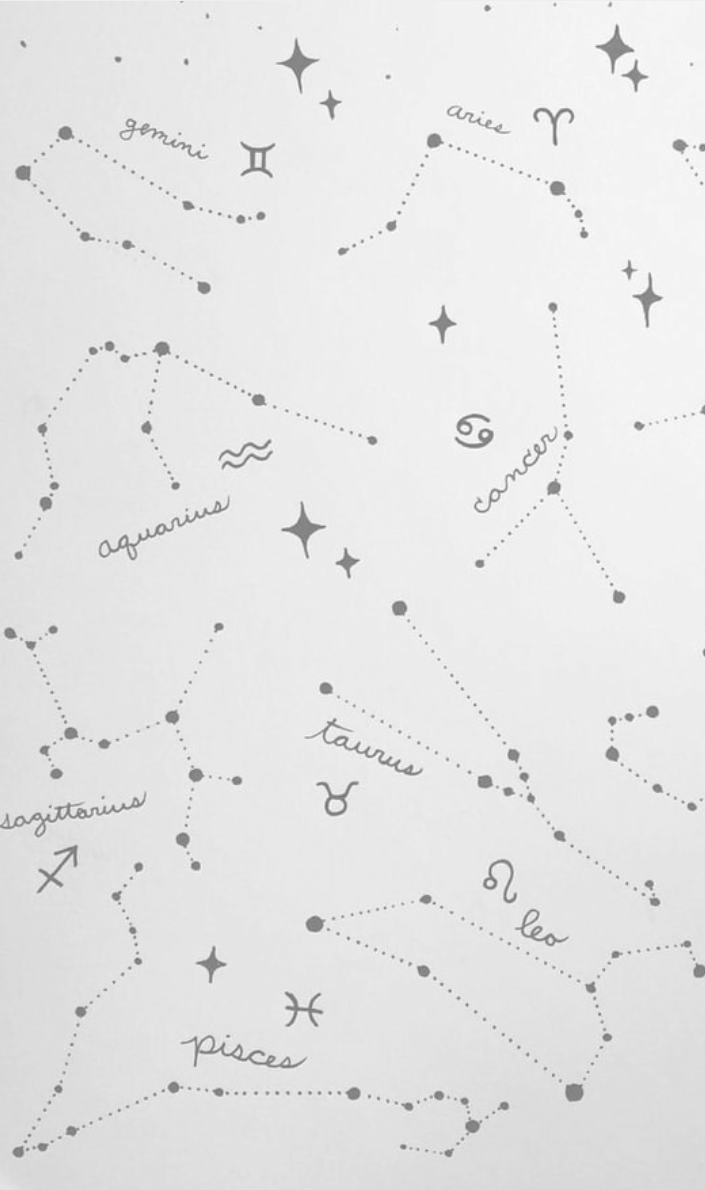 gemini ♊
aries ♈
cancer ♋
aquarius ♒
taurus ♉
sagittarius ♐
leo ♌
pisces ♓